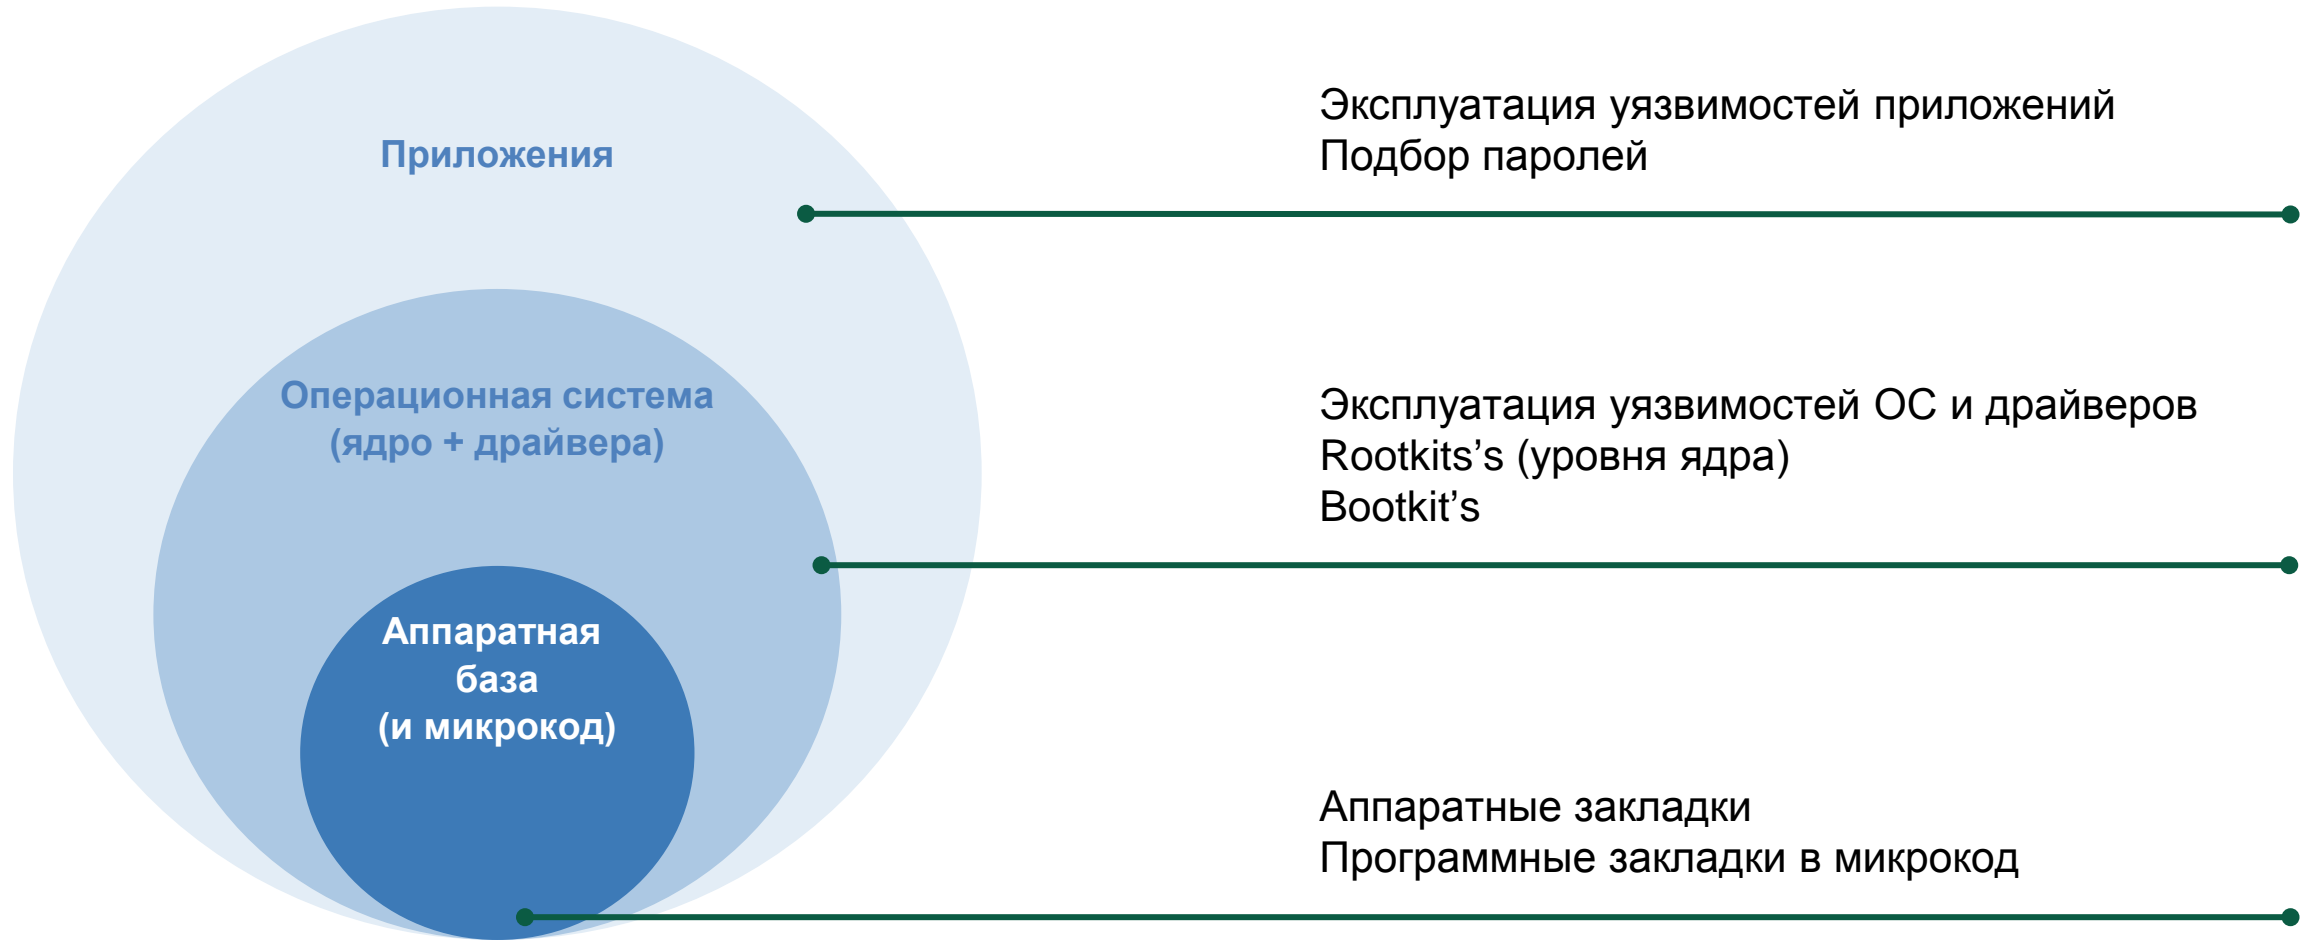 Приложения
Эксплуатация уязвимостей приложений
Подбор паролей
Операционная система
(ядро + драйвера)
Эксплуатация уязвимостей ОС и драйверов
Rootkits’s (уровня ядра)
Bootkit’s
Аппаратная
база
(и микрокод)
Аппаратные закладки
Программные закладки в микрокод